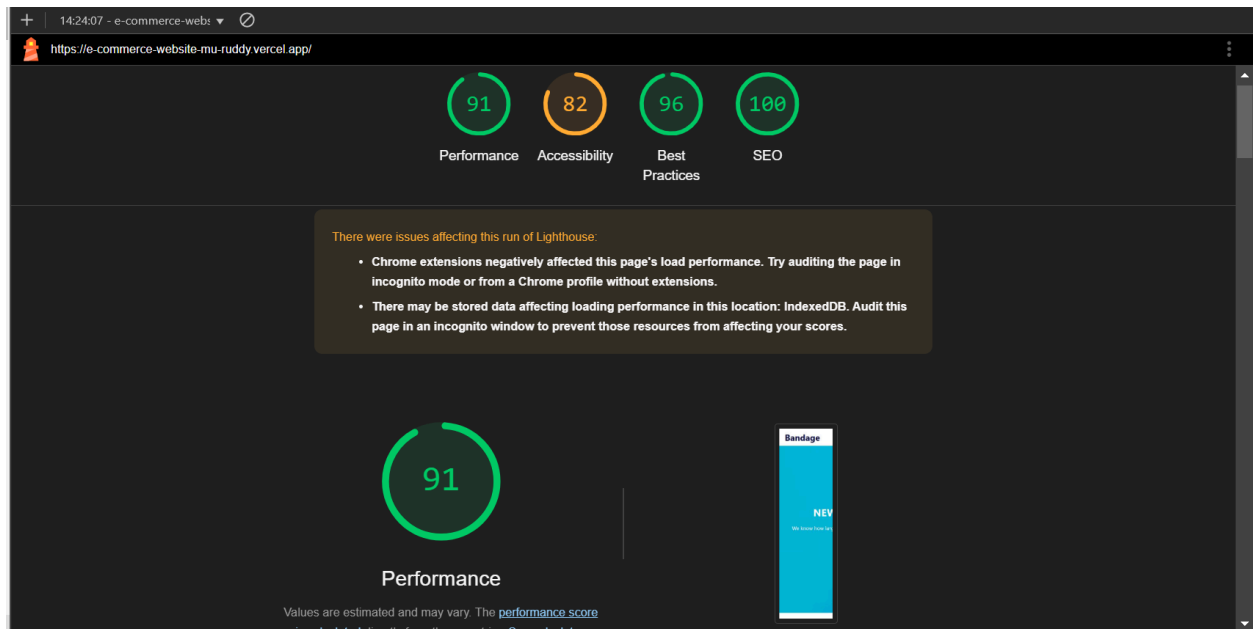 14:24:07 - e-commerce-webs
https://e-commerce-website-mu-ruddy.vercel.app/
91 82 96 100
Performance Accessibility Best Practices SEO
There were issues affecting this run of Lighthouse:
• Chrome extensions negatively affected this page's load performance. Try auditing the page in
incognito mode or from a Chrome profile without extensions.
• There may be stored data affecting loading performance in this location: IndexedDB. Audit this
page in an incognito window to prevent those resources from affecting your scores.
91
Bandage
NEW
We know how
Performance
Values are estimated and may vary. The performance score